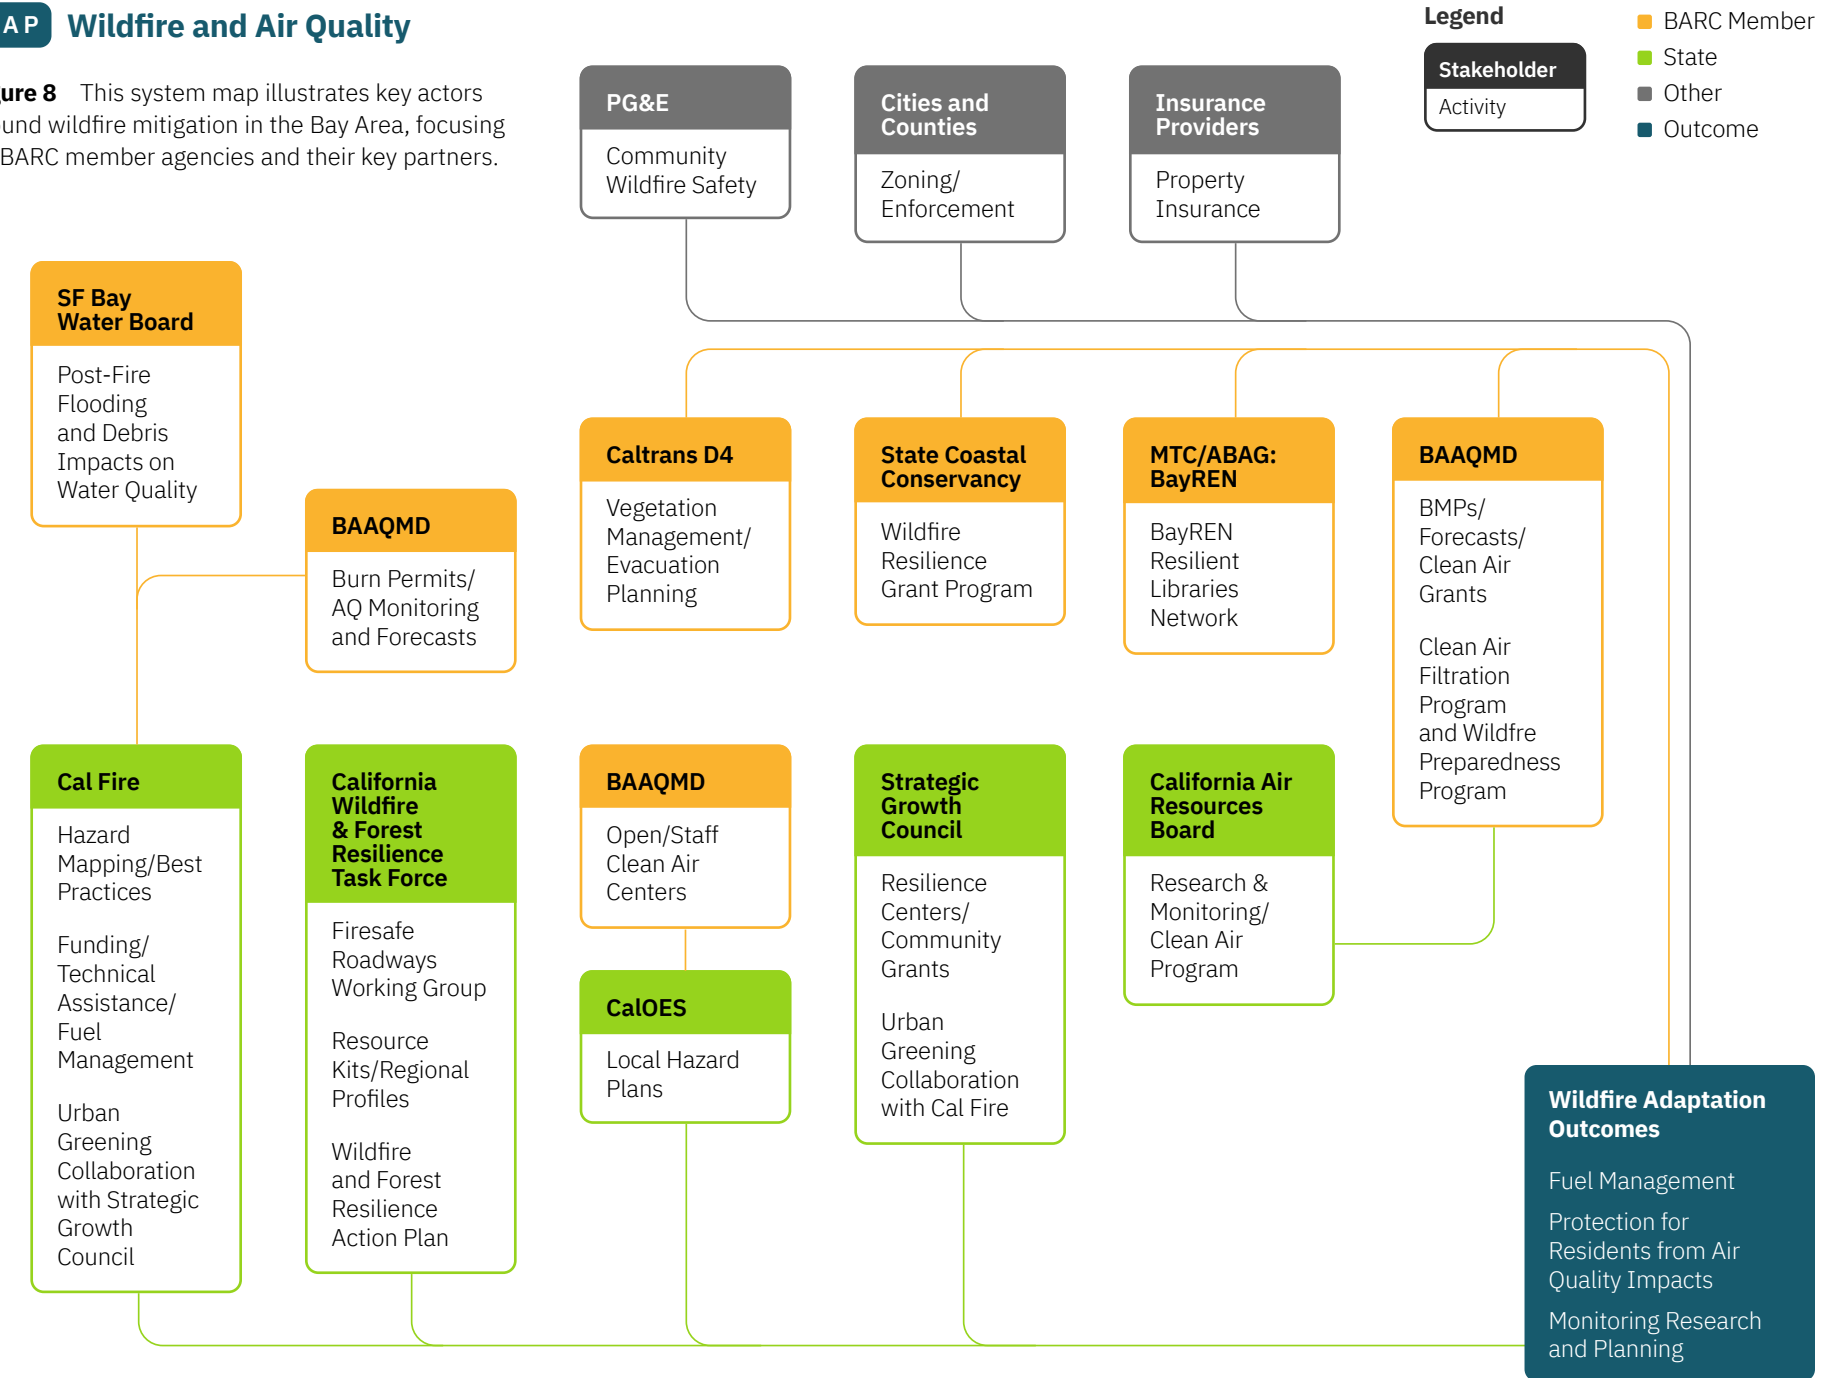 AP Wildfire and Air Quality
ure 8 This system map illustrates key actors
und wildfire mitigation in the Bay Area, focusing
BARC member agencies and their key partners.
Legend
Stakeholder
Activity
BARC Member
State
Other
Outcome
PG&E
Community
Wildfire Safety
Cities and
Counties
Zoning/
Enforcement
Insurance
Providers
Property
Insurance
SF Bay
Water Board
Post-Fire
Flooding
and Debris
Impacts on
Water Quality
BAAQMD
Burn Permits/
AQ Monitoring
and Forecasts
Caltrans D4
Vegetation
Management/
Evacuation
Planning
State Coastal
Conservancy
Wildfire
Resilience
Grant Program
MTC/ABAG:
BayREN
BayREN
Resilient
Libraries
Network
BAAQMD
BMPs/
Forecasts/
Clean Air
Grants
Clean Air
Filtration
Program
and Wildfre
Preparedness
Program
Cal Fire
Hazard
Mapping/Best
Practices
Funding/
Technical
Assistance/
Fuel
Management
Urban
Greening
Collaboration
with Strategic
Growth
Council
California
Wildfire
& Forest
Resilience
Task Force
Firesafe
Roadways
Working Group
Resource
Kits/Regional
Profiles
Wildfire
and Forest
Resilience
Action Plan
BAAQMD
Open/Staff
Clean Air
Centers
CalOES
Local Hazard
Plans
Strategic
Growth
Council
Resilience
Centers/
Community
Grants
Urban
Greening
Collaboration
with Cal Fire
California Air
Resources
Board
Research &
Monitoring/
Clean Air
Program
Wildfire Adaptation
Outcomes
Fuel Management
Protection for
Residents from Air
Quality Impacts
Monitoring Research
and Planning